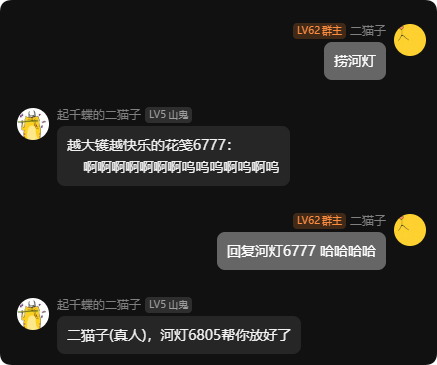 LV62 群主 二猫子
捞河灯
起千蝶的二猫子 LV5 山鬼
越大镬越快乐的花笺6777：
啊啊啊啊啊啊啊呜呜呜啊呜啊呜
LV62 群主 二猫子
回复河灯6777 哈哈哈哈
起千蝶的二猫子 LV5 山鬼
二猫子(真人)，河灯6805帮你放好了